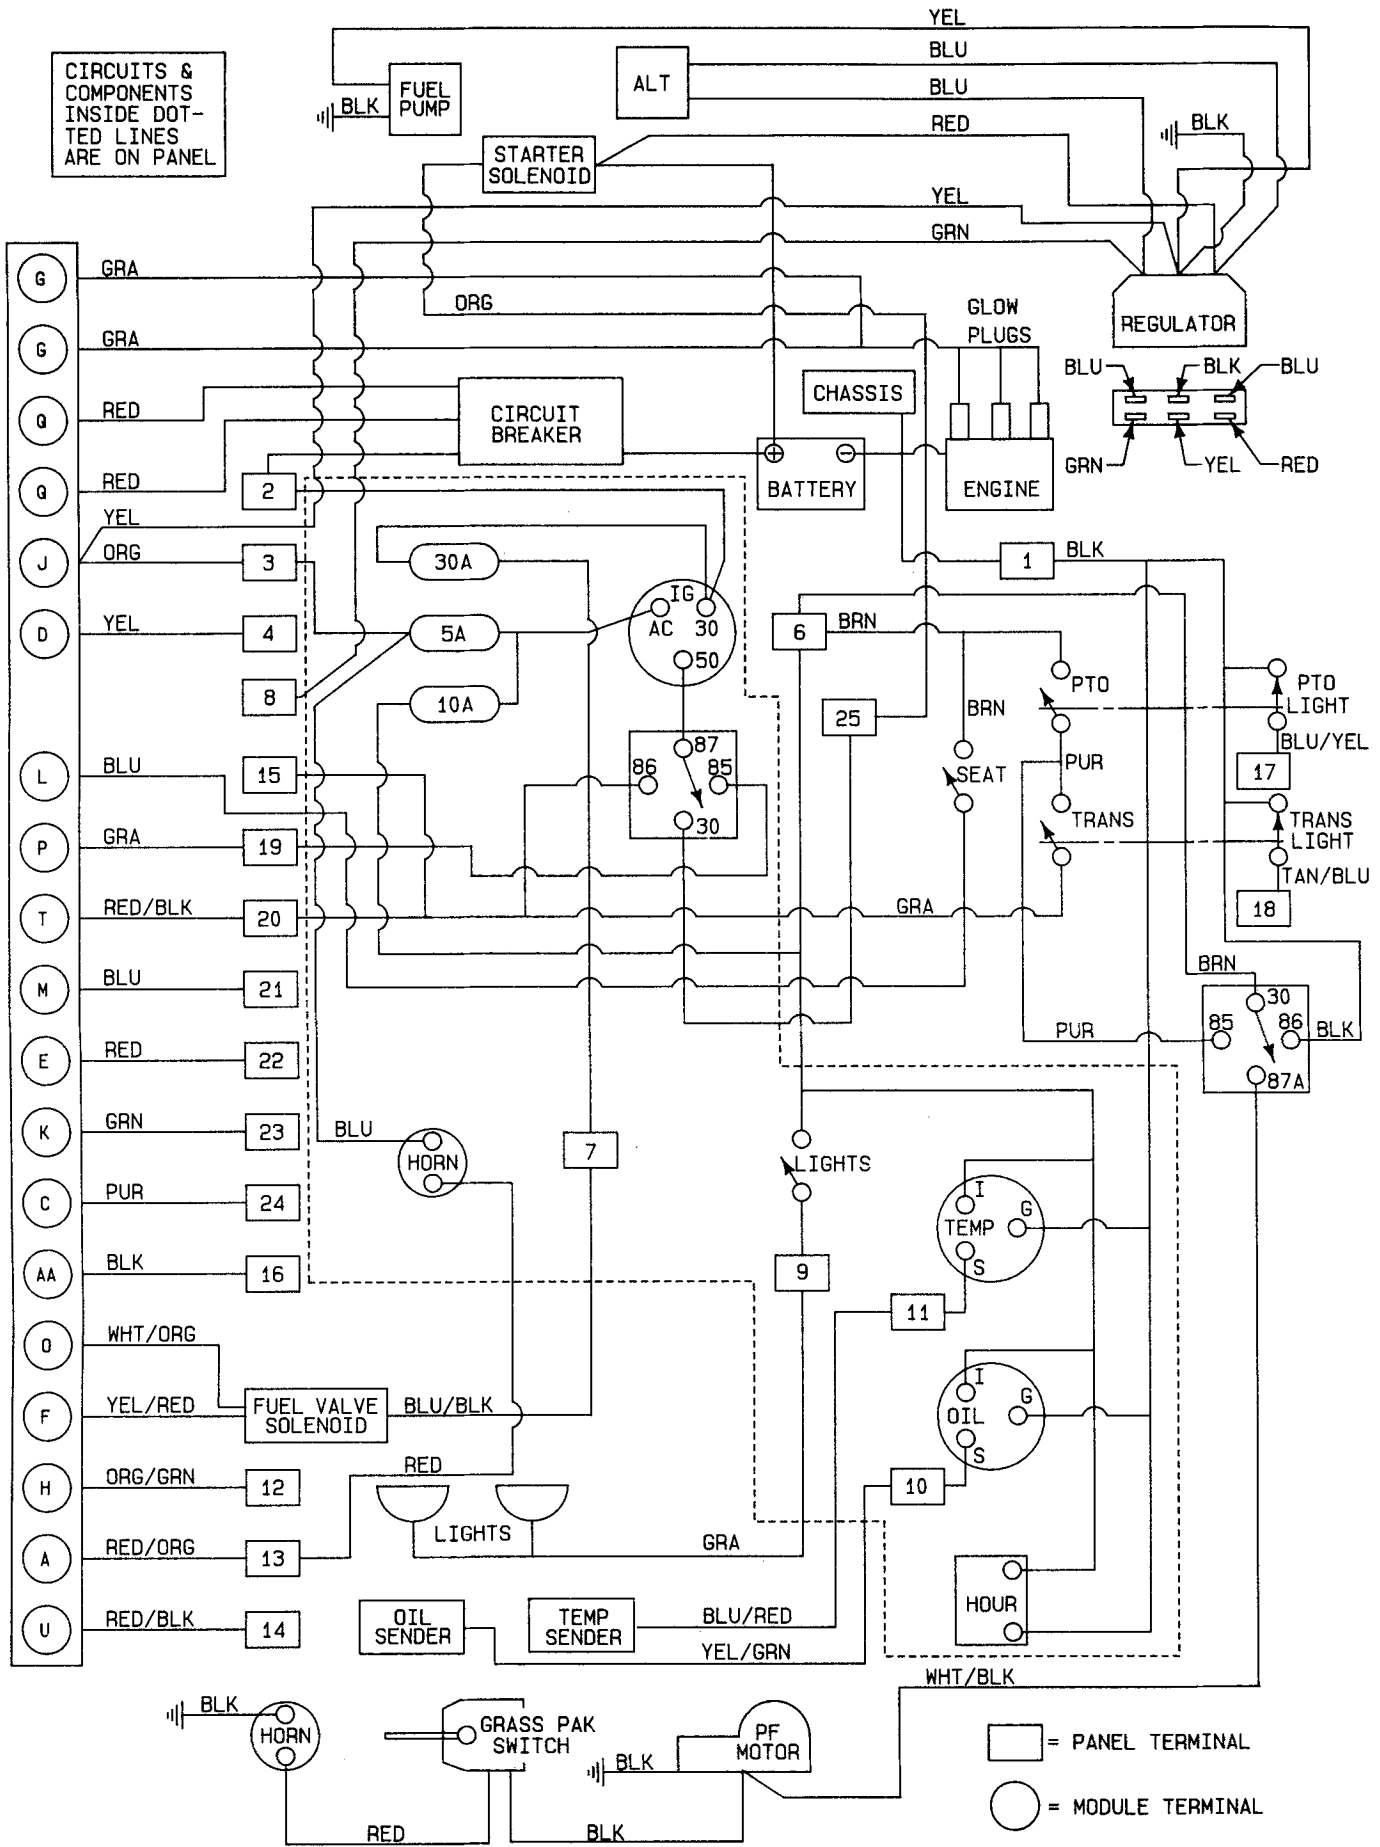 YEL
CIRCUITS &
COMPONENTS
INSIDE DOT-
TED LINES
ARE ON PANEL
FUEL
PUMP
BLK
ALT
BLU
BLU
RED
BLK
STARTER
SOLENOID
YEL
GRN
G
GRA
ORG
GLOW
PLUGS
REGULATOR
G
GRA
BLU
BLK
BLU
CHASSIS
Q
RED
CIRCUIT
BREAKER
+
-
BATTERY
ENGINE
GRN
YEL
RED
Q
RED
2
YEL
J
ORG
3
30A
1
BLK
IG
AC
30
50
D
YEL
4
5A
6
BRN
8
10A
25
BRN
PTO
PTO
LIGHT
BLU/YEL
17
L
BLU
15
87
86
85
30
SEAT
PUR
P
GRA
19
TRANS
TRANS
LIGHT
TAN/BLU
18
T
RED/BLK
20
GRA
M
BLU
21
BRN
30
85
86
BLK
87A
PUR
E
RED
22
K
GRN
23
BLU
HORN
7
LIGHTS
C
PUR
24
I
TEMP
G
S
AA
BLK
16
9
11
O
WHT/ORG
F
YEL/RED
FUEL VALVE
SOLENOID
BLU/BLK
I
OIL
G
S
H
ORG/GRN
12
RED
10
LIGHTS
A
RED/ORG
13
GRA
HOUR
U
RED/BLK
14
OIL
SENDER
TEMP
SENDER
BLU/RED
YEL/GRN
WHT/BLK
BLK
HORN
GRASS PAK
SWITCH
BLK
PF
MOTOR
= PANEL TERMINAL
= MODULE TERMINAL
RED
BLK